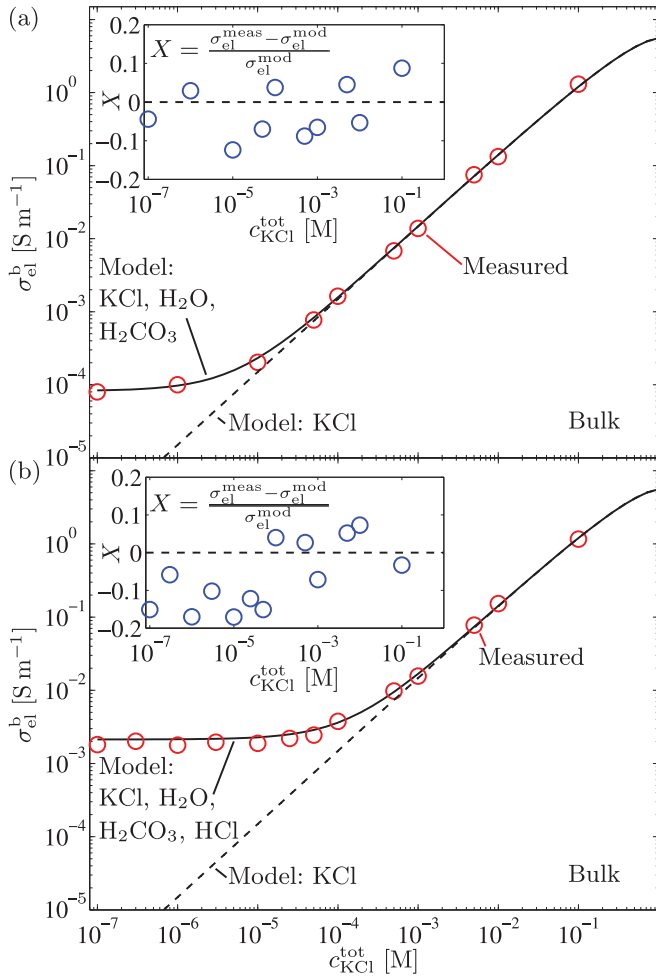 (a)
X = (σ_el^meas − σ_el^mod) / σ_el^mod
0.2
0.1
0
-0.1
-0.2
X
10^−7 10^−5 10^−3 10^−1
c_KCl^tot [M]
10^0
10^−1
10^−2
10^−3
10^−4
10^−5
σ_el^b [S m^−1]
Measured
Model:
KCl, H₂O,
H₂CO₃
Model: KCl
Bulk
(b)
X = (σ_el^meas − σ_el^mod) / σ_el^mod
0.2
0.1
0
-0.1
-0.2
X
10^−7 10^−5 10^−3 10^−1
c_KCl^tot [M]
10^0
10^−1
10^−2
10^−3
10^−4
10^−5
σ_el^b [S m^−1]
Measured
Model:
KCl, H₂O,
H₂CO₃, HCl
Model: KCl
Bulk
10^−7 10^−6 10^−5 10^−4 10^−3 10^−2 10^−1
c_KCl^tot [M]